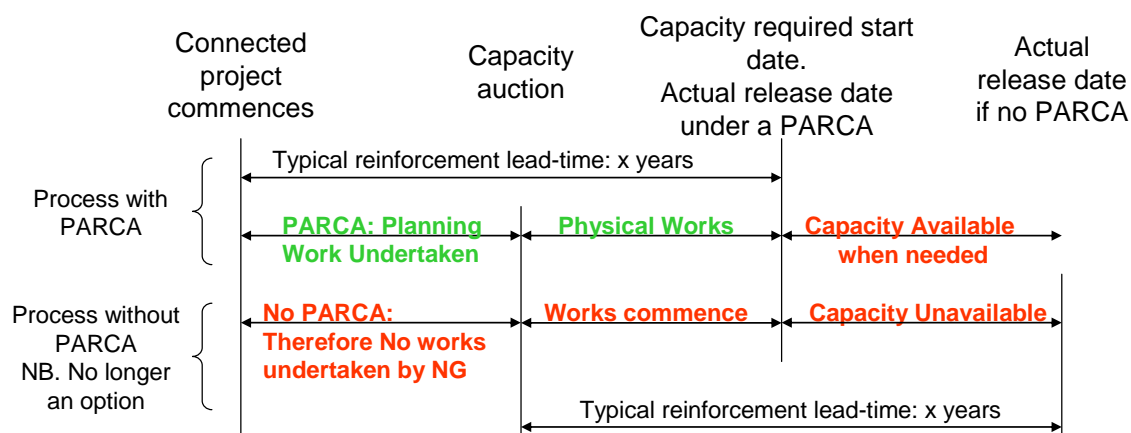 Connected
project
commences
Capacity
auction
Capacity required start
date.
Actual release date
under a PARCA
Actual
release date
if no PARCA
Typical reinforcement lead-time: x years
Process with
PARCA
PARCA: Planning
Work Undertaken
Physical Works
Capacity Available
when needed
Process without
PARCA
NB. No longer
an option
No PARCA:
Therefore No works
undertaken by NG
Works commence
Capacity Unavailable
Typical reinforcement lead-time: x years